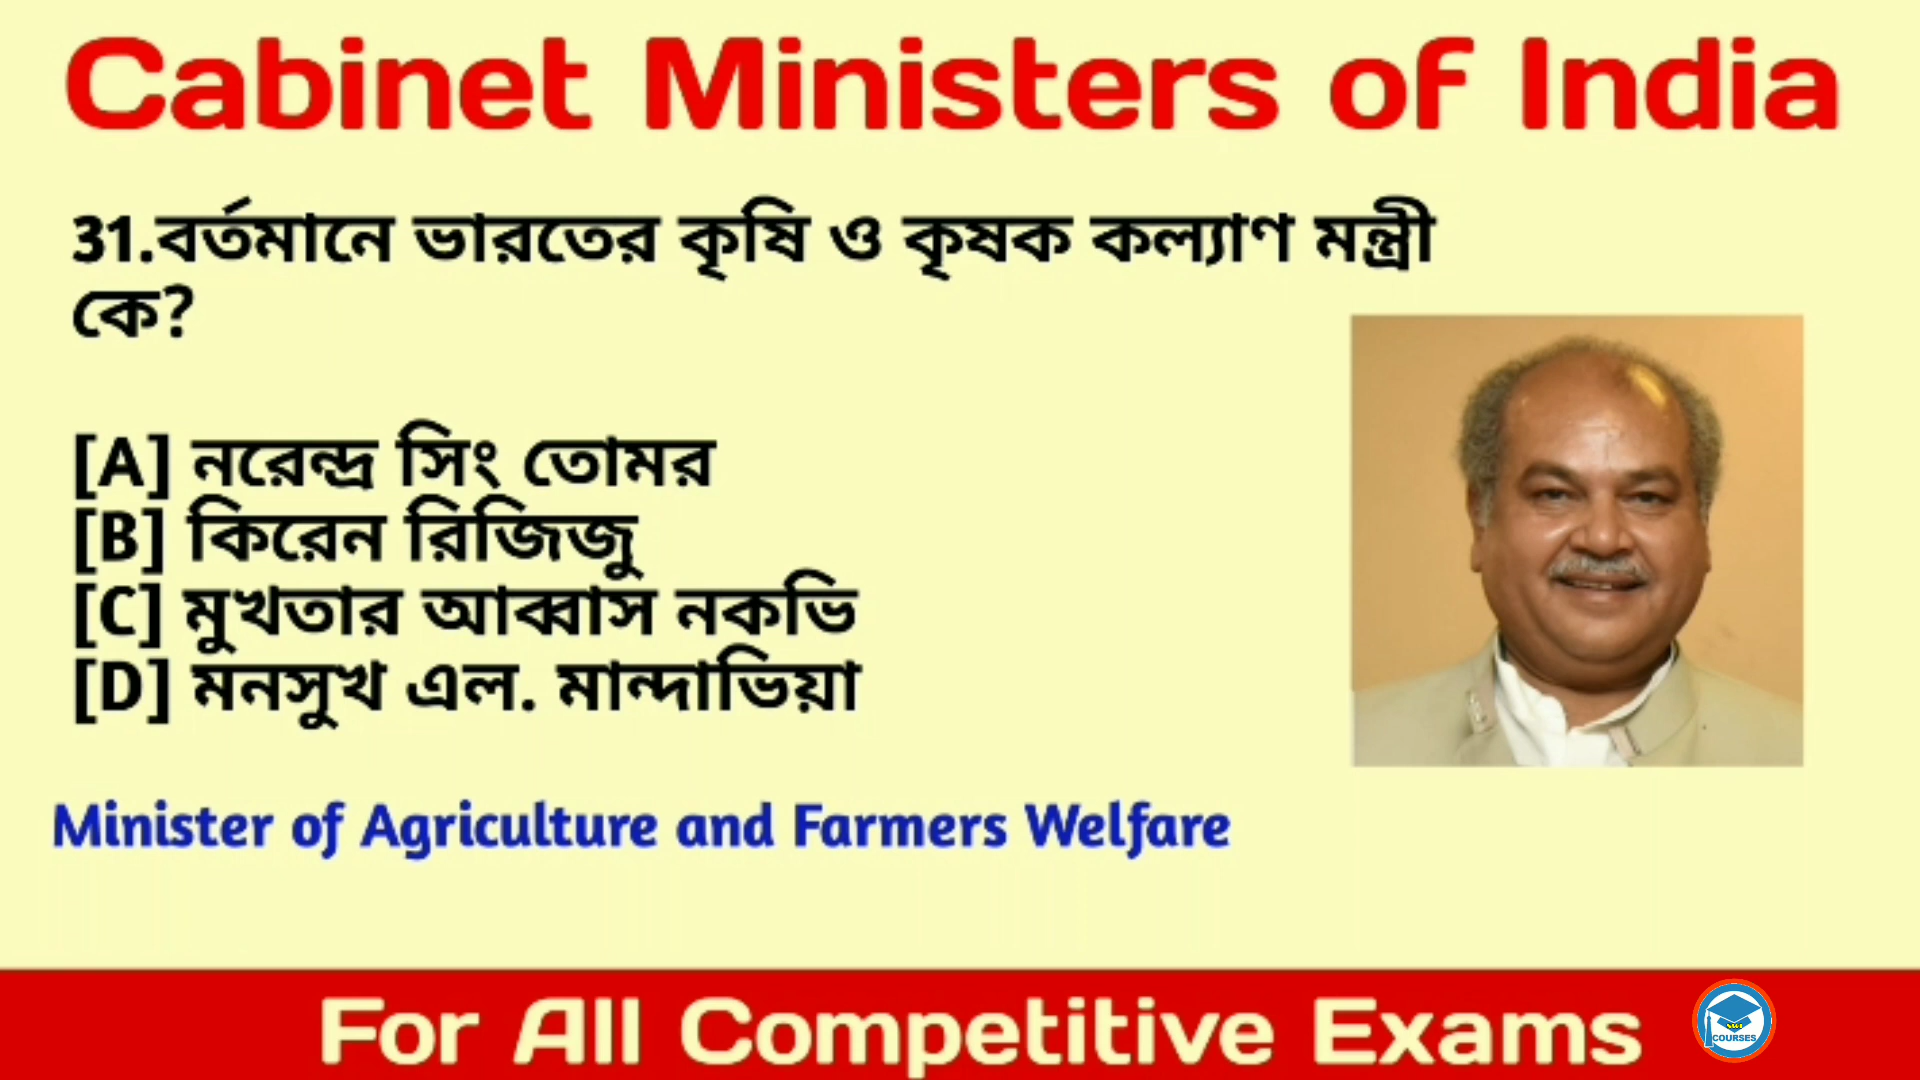 Cabinet Ministers of India
31.বর্তমানে ভারতের কৃষি ও কৃষক কল্যাণ মন্ত্রী
কে?
[A] নরেন্দ্র সিং তোমর
[B] কিরেন রিজিজু
[C] মুখতার আব্বাস নকভি
[D] মনসুখ এল. মান্দাভিয়া
Minister of Agriculture and Farmers Welfare
For All Competitive Exams
COURSES